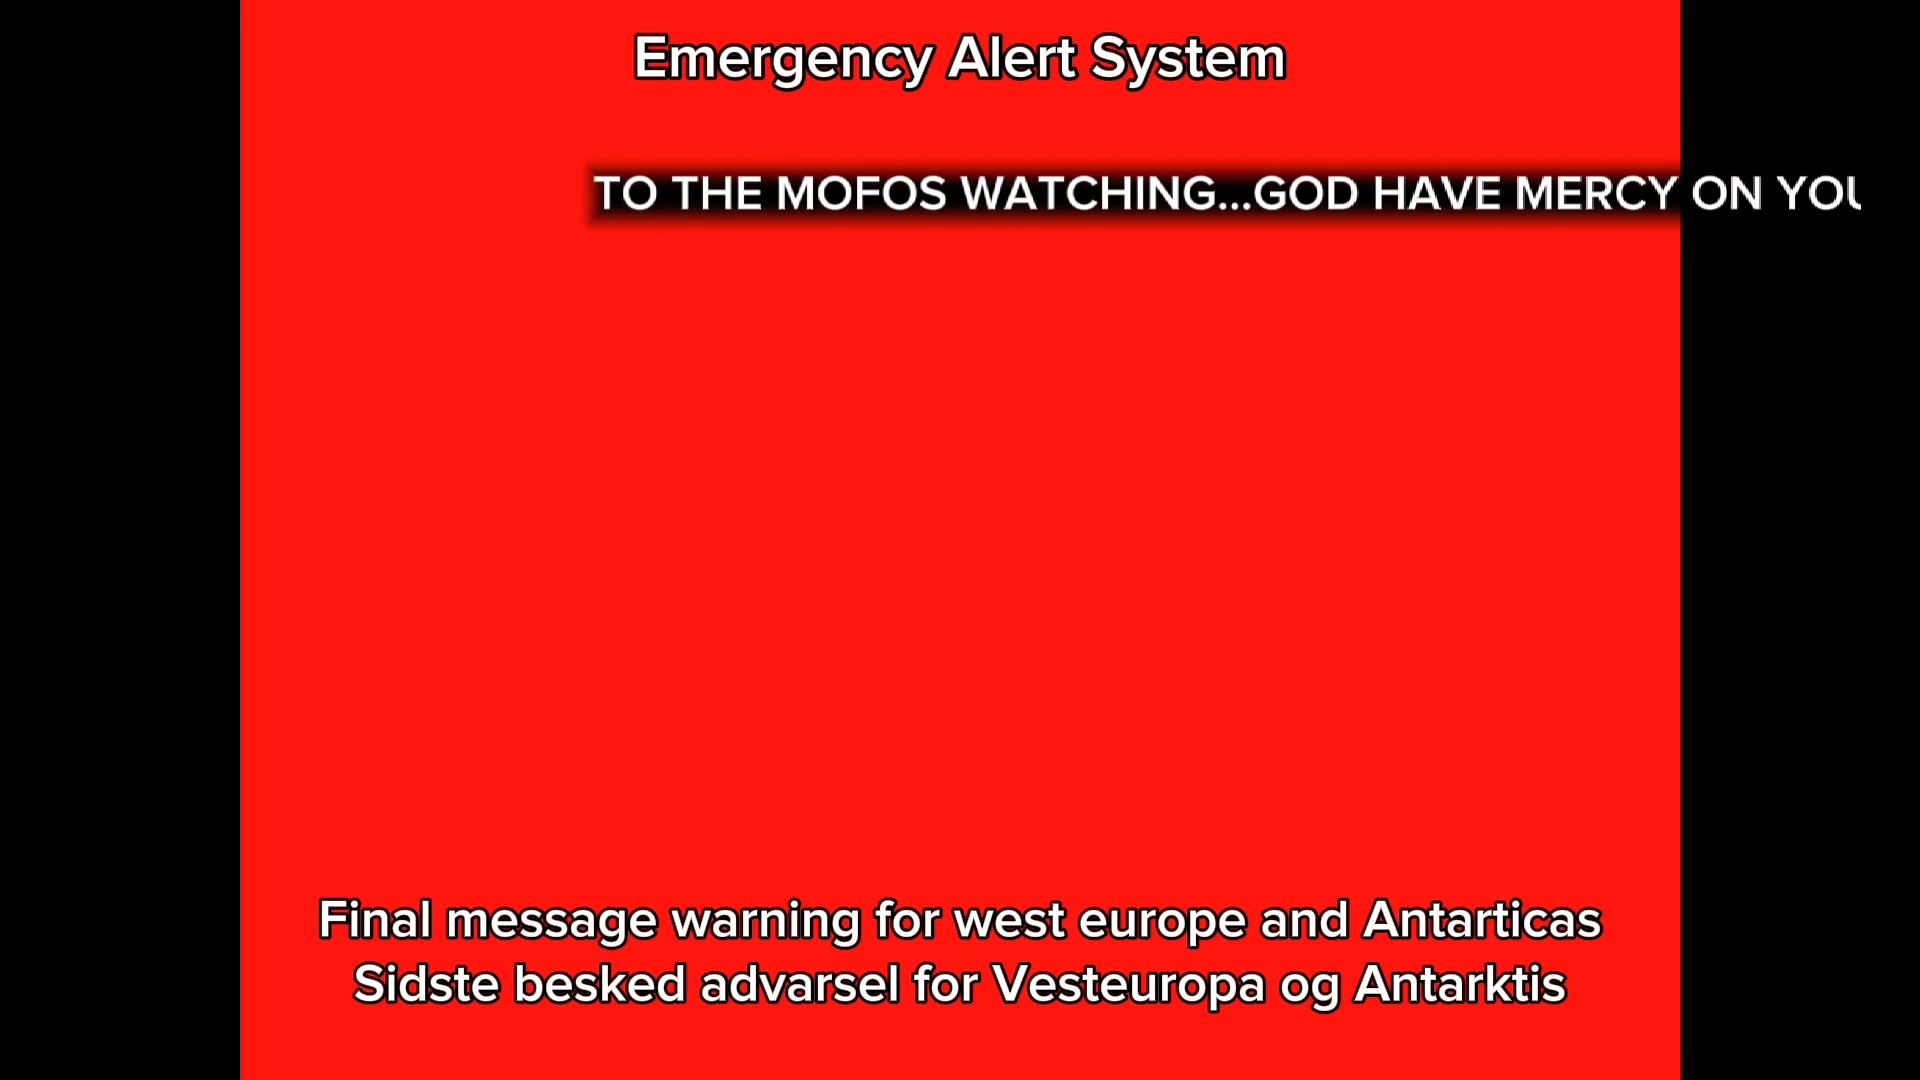 Emergency Alert System
TO THE MOFOS WATCHING...GOD HAVE MERCY ON YOU
Final message warning for west europe and Antarticas
Sidste besked advarsel for Vesteuropa og Antarktis